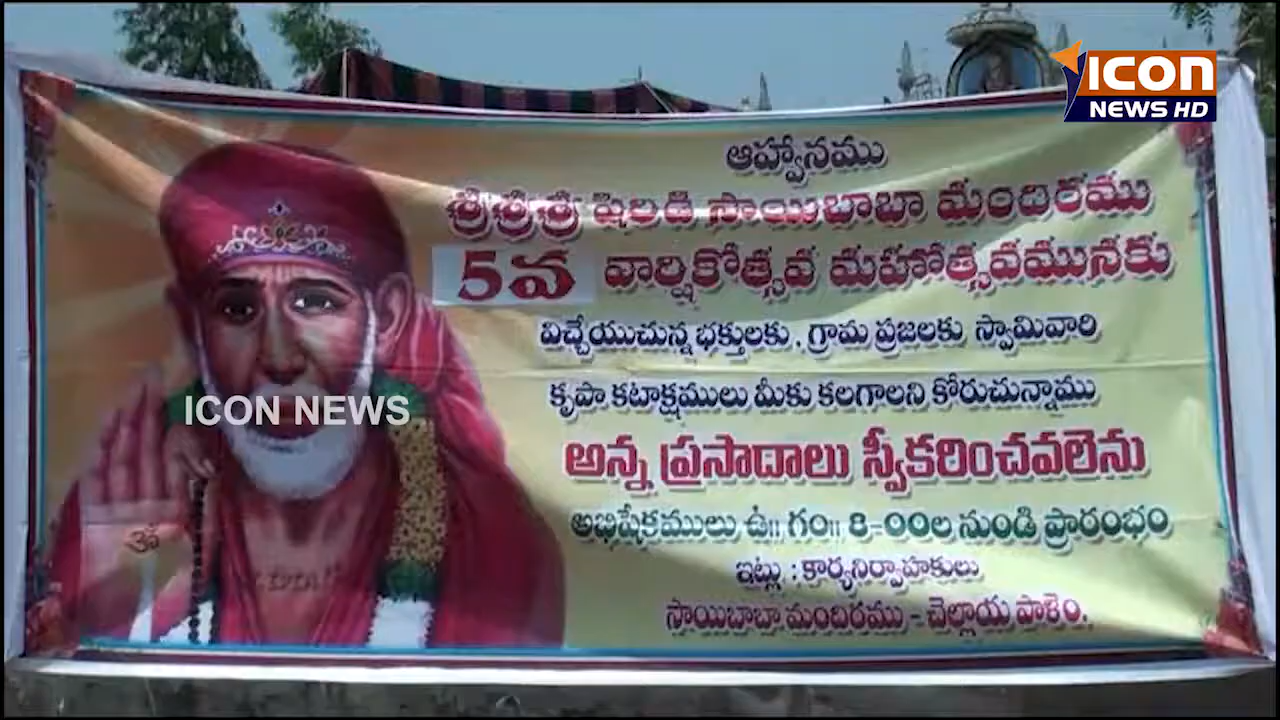 ICON
NEWS HD
ఆహ్వానము
శ్రీశ్రీశ్రీ షిరిడి సాయిబాబా మందిరము
5వ వార్షికోత్సవ మహోత్సవమునకు
విచ్చేయుచున్న భక్తులకు, గ్రామ ప్రజలకు స్వామివారి
కృపా కటాక్షములు మీకు కలగాలని కోరుచున్నాము
ICON NEWS
అన్న ప్రసాదాలు స్వీకరించవలెను
అభిషేక్రములు ఉ॥ గం॥ 8-00ల నుండి ప్రారంభం
ఇట్లు : కార్యనిర్వాహకులు
సాయిబాబా మందిరము - చెల్లాయ పాకెం.